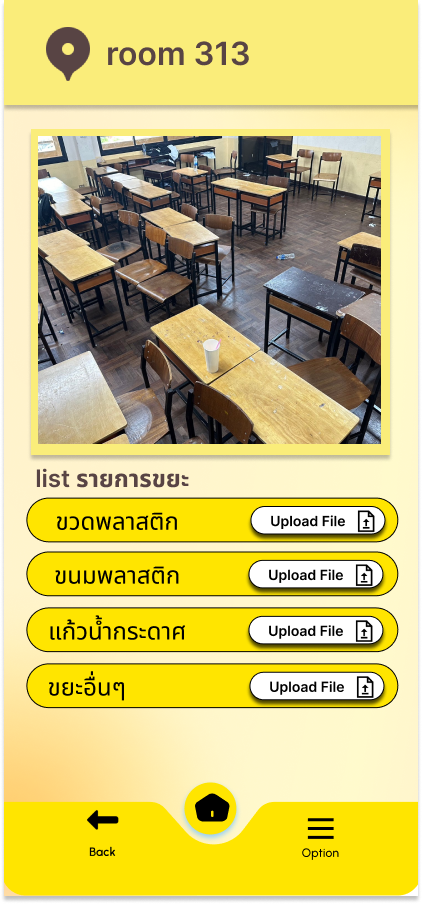 room 313
list รายการขยะ
ขวดพลาสติก Upload File
ขนมพลาสติก Upload File
แก้วน้ำกระดาศ Upload File
ขยะอื่นๆ Upload File
Back
Option